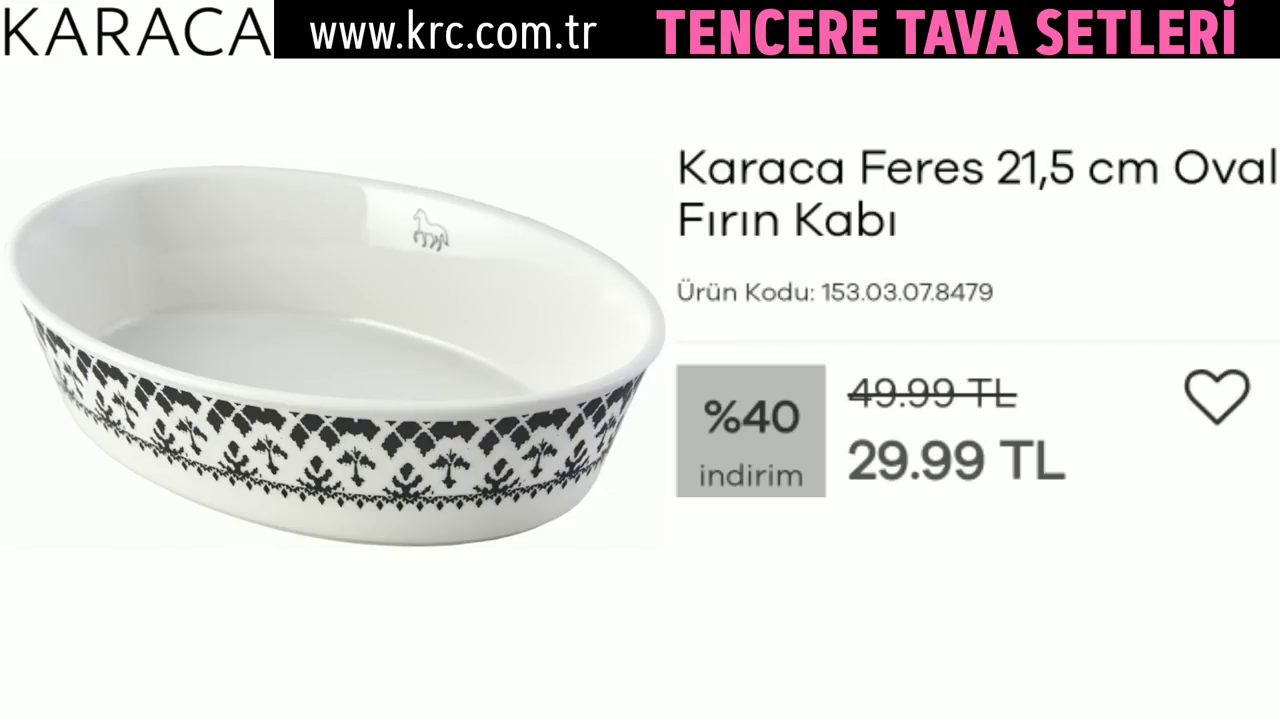 KARACA www.krc.com.tr TENCERE TAVA SETLERİ
Karaca Feres 21,5 cm Oval
Fırın Kabı
Ürün Kodu: 153.03.07.8479
%40 49.99 TL
indirim 29.99 TL